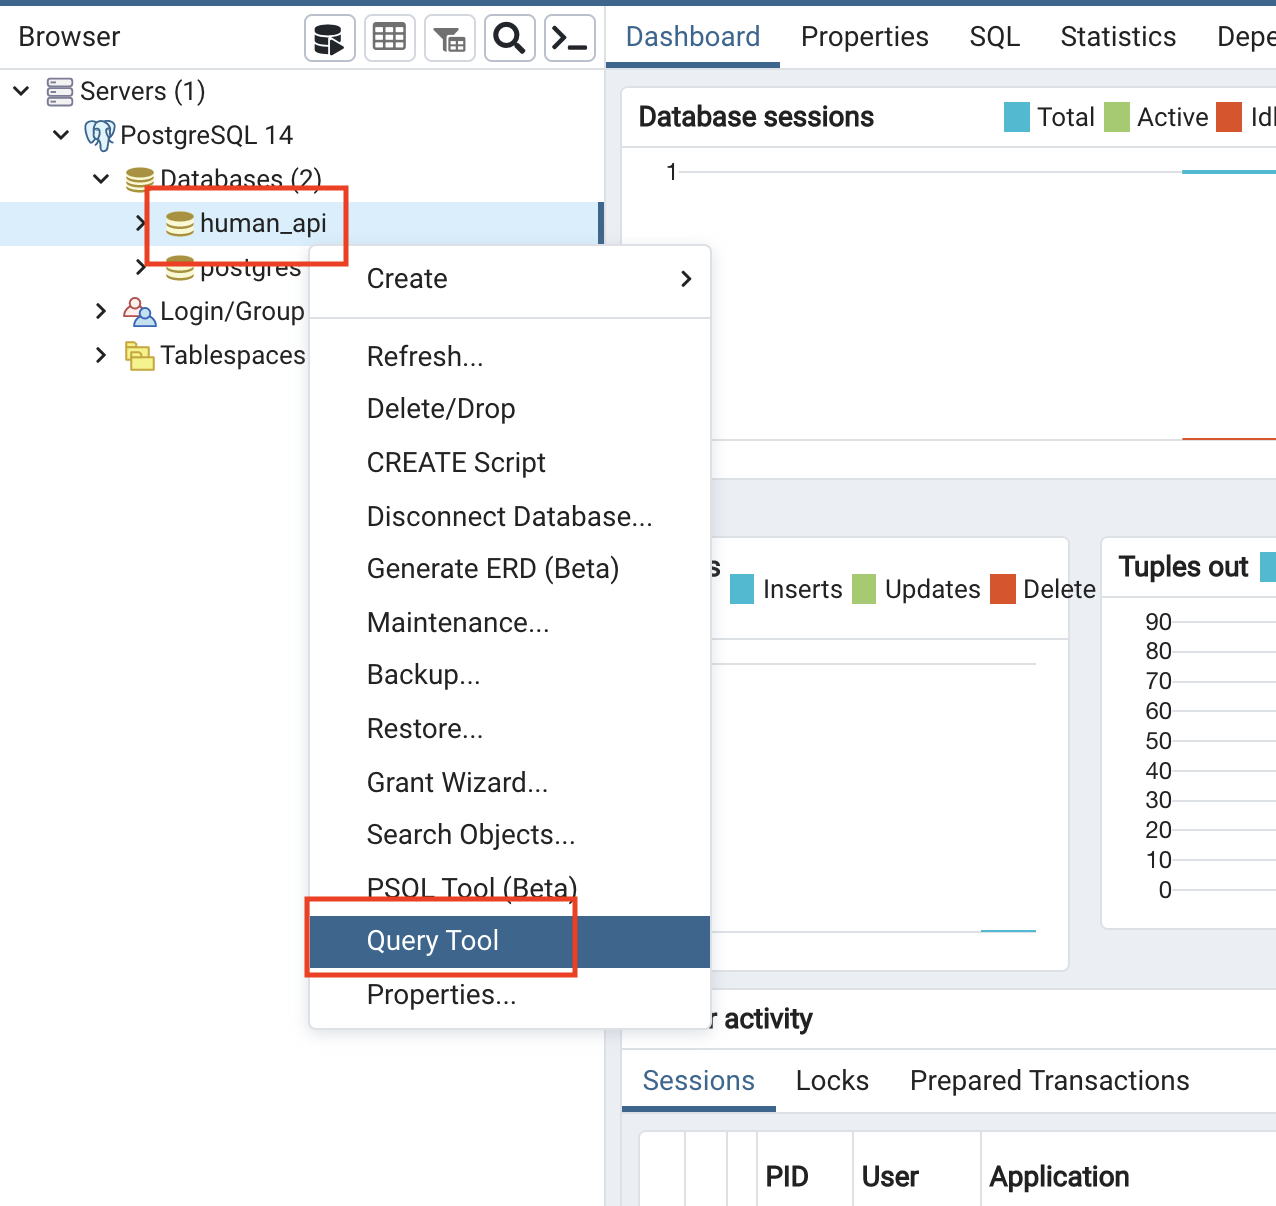 Browser
Dashboard Properties SQL Statistics Depe
Servers (1)
PostgreSQL 14
Databases (2)
human_api
postgres
Login/Group
Tablespaces
Create
Refresh...
Delete/Drop
CREATE Script
Disconnect Database...
Generate ERD (Beta)
Maintenance...
Backup...
Restore...
Grant Wizard...
Search Objects...
PSQL Tool (Beta)
Query Tool
Properties...
Database sessions
Total Active Idl
1
s
Inserts Updates Delete
Tuples out
90
80
70
60
50
40
30
20
10
0
r activity
Sessions Locks Prepared Transactions
PID User Application